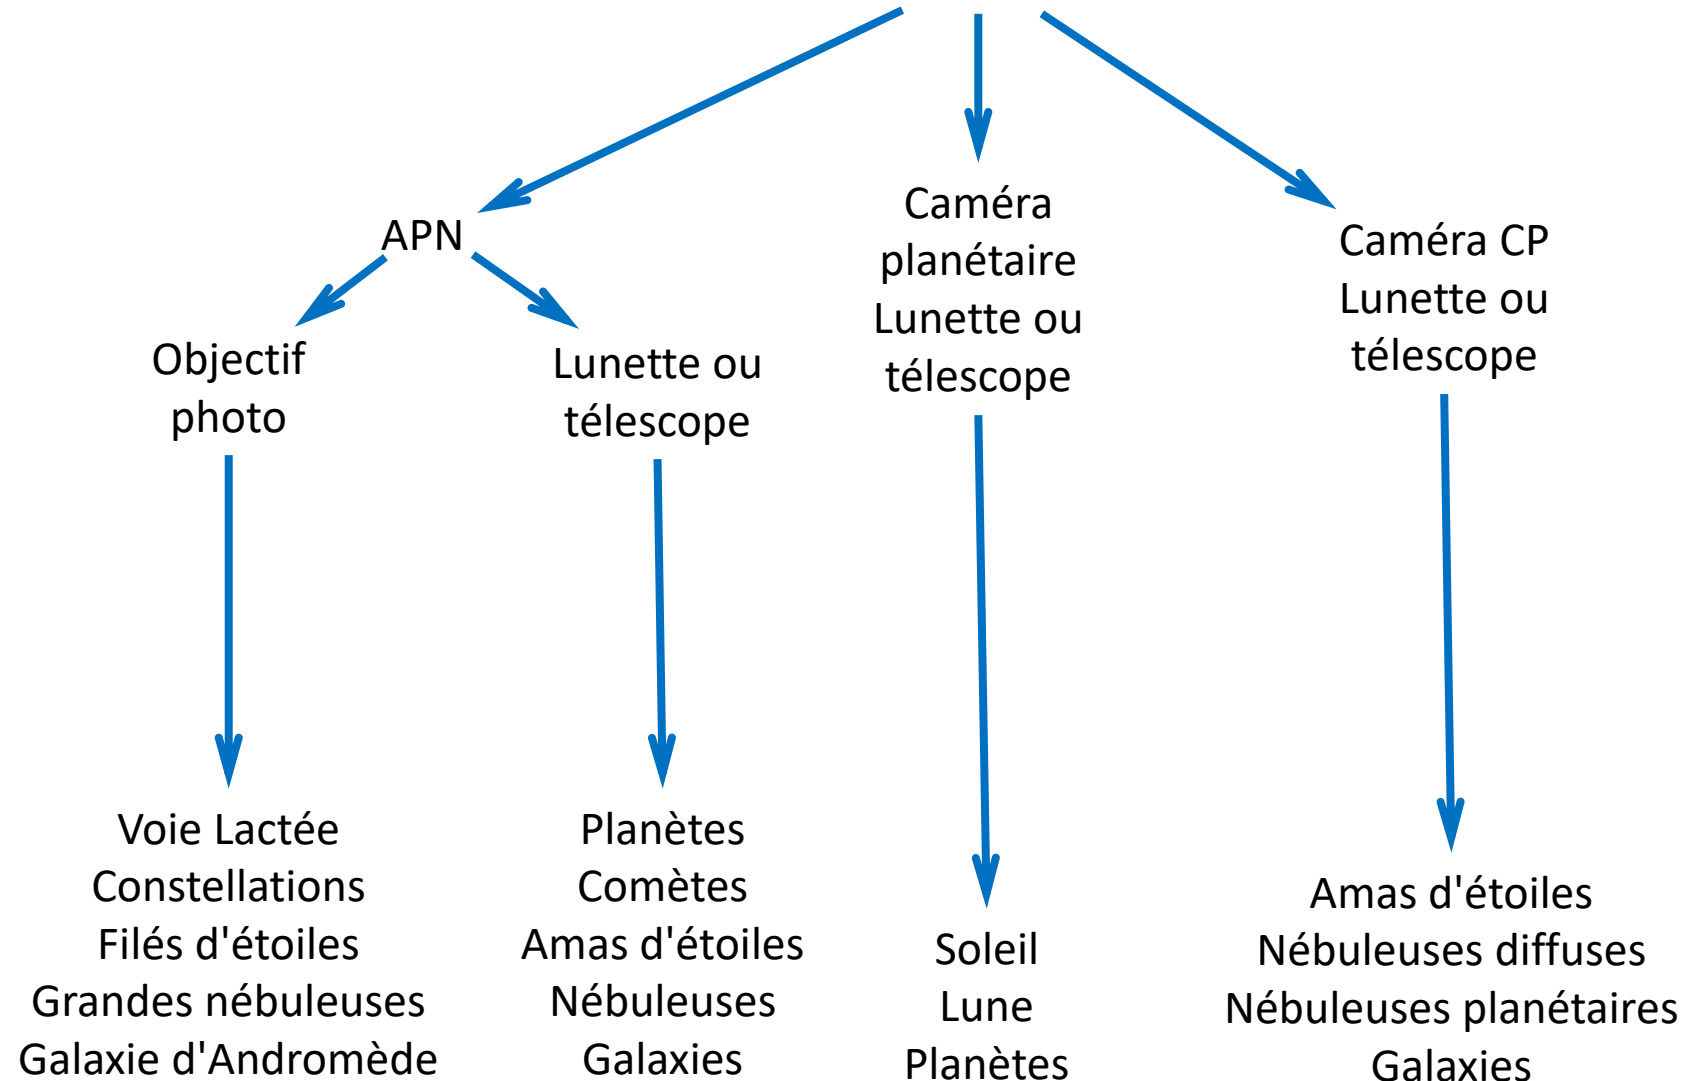 APN
Objectif
photo
Lunette ou
télescope
Caméra
planétaire
Lunette ou
télescope
Caméra CP
Lunette ou
télescope
Voie Lactée
Constellations
Filés d'étoiles
Grandes nébuleuses
Galaxie d'Andromède
Planètes
Comètes
Amas d'étoiles
Nébuleuses
Galaxies
Soleil
Lune
Planètes
Amas d'étoiles
Nébuleuses diffuses
Nébuleuses planétaires
Galaxies